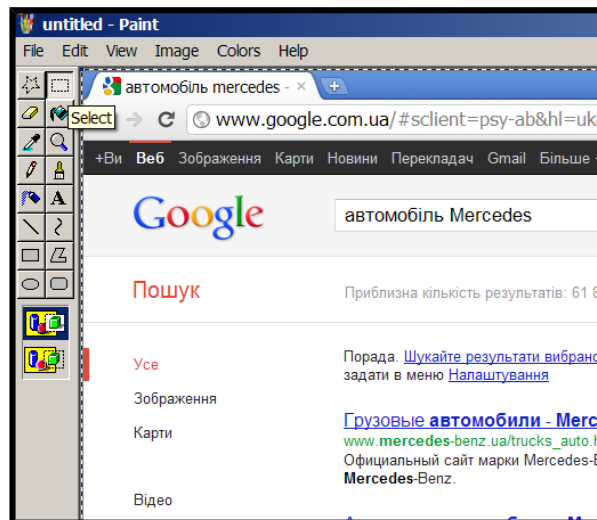 untitled - Paint
File Edit View Image Colors Help
автомобіль mercedes - ×
Select
www.google.com.ua/#sclient=psy-ab&hl=uk
+Ви Веб Зображення Карти Новини Перекладач Gmail Більше
Google
автомобіль Mercedes
Пошук
Приблизна кількість результатів: 61 8
Усе
Порада. Шукайте результати вибрано
задати в меню Налаштування
Зображення
Карти
Грузовые автомобили - Merc
www.mercedes-benz.ua/trucks_auto.h
Официальный сайт марки Mercedes-B
Mercedes-Benz.
Відео